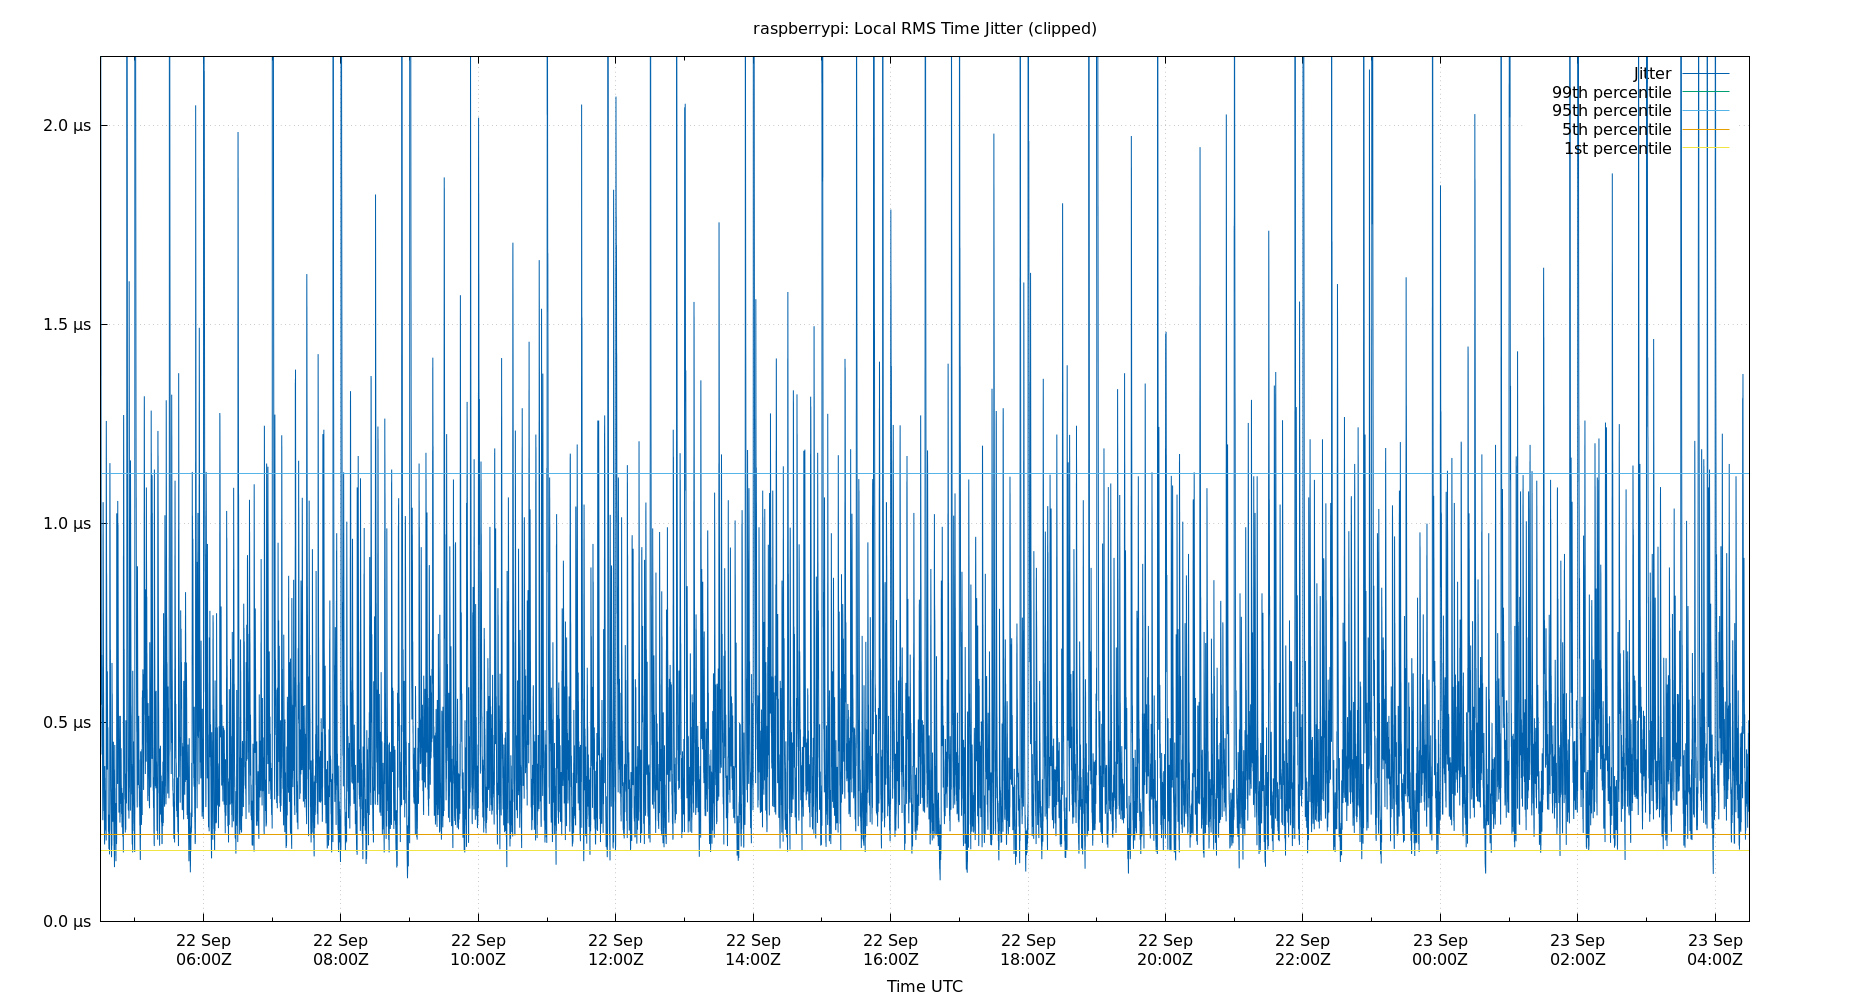 raspberrypi: Local RMS Time Jitter (clipped)
Jitter
99th percentile
95th percentile
5th percentile
1st percentile
2.0 μs
1.5 μs
1.0 μs
0.5 μs
0.0 μs
22 Sep 22 Sep 22 Sep 22 Sep 22 Sep 22 Sep 22 Sep 22 Sep 22 Sep 23 Sep 23 Sep 23 Sep
06:00Z 08:00Z 10:00Z 12:00Z 14:00Z 16:00Z 18:00Z 20:00Z 22:00Z 00:00Z 02:00Z 04:00Z
Time UTC